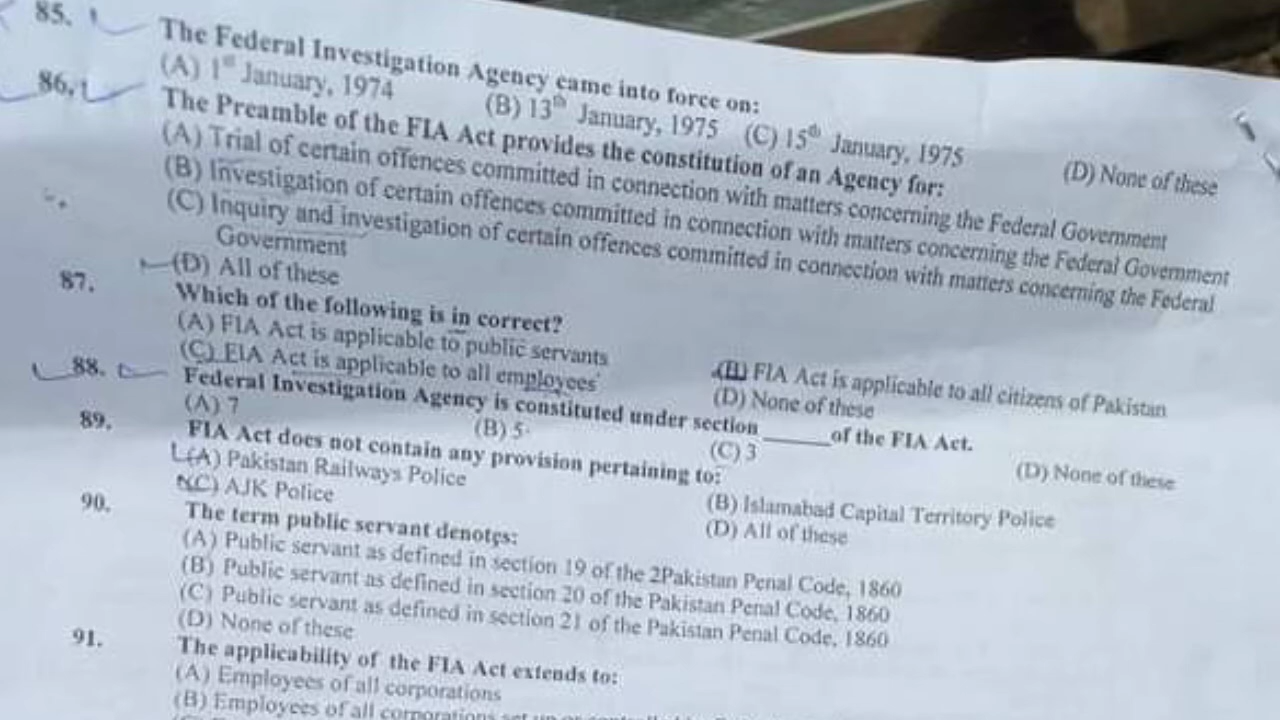 85. The Federal Investigation Agency came into force on:
(A) 1st January, 1974 (B) 13th January, 1975 (C) 15th January, 1975 (D) None of these
86. The Preamble of the FIA Act provides the constitution of an Agency for:
(A) Trial of certain offences committed in connection with matters concerning the Federal Government
(B) Investigation of certain offences committed in connection with matters concerning the Federal Government
(C) Inquiry and investigation of certain offences committed in connection with matters concerning the Federal
Government
(D) All of these
87. Which of the following is in correct?
(A) FIA Act is applicable to public servants (B) FIA Act is applicable to all citizens of Pakistan
(C) FIA Act is applicable to all employees (D) None of these
88. Federal Investigation Agency is constituted under section ______of the FIA Act.
(A) 7 (B) 5 (C) 3 (D) None of these
89. FIA Act does not contain any provision pertaining to:
(A) Pakistan Railways Police (B) Islamabad Capital Territory Police
(C) AJK Police (D) All of these
90. The term public servant denotes:
(A) Public servant as defined in section 19 of the 2Pakistan Penal Code, 1860
(B) Public servant as defined in section 20 of the Pakistan Penal Code, 1860
(C) Public servant as defined in section 21 of the Pakistan Penal Code, 1860
(D) None of these
91. The applicability of the FIA Act extends to:
(A) Employees of all corporations
(B) Employees of all corporations set up or